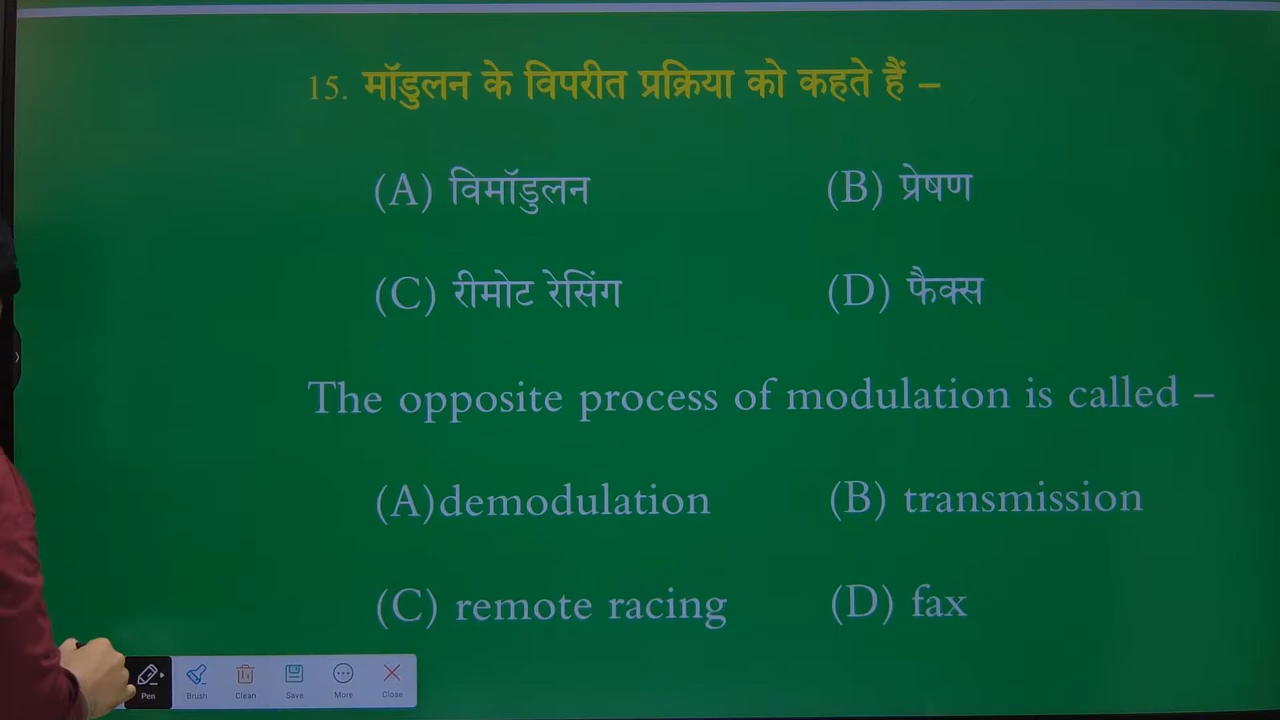 15. मॉडुलन के विपरीत प्रक्रिया को कहते हैं –
(A) विमॉडुलन (B) प्रेषण
(C) रीमोट रेसिंग (D) फैक्स
The opposite process of modulation is called –
(A)demodulation (B) transmission
(C) remote racing (D) fax
Pen Brush Clean Save More Close